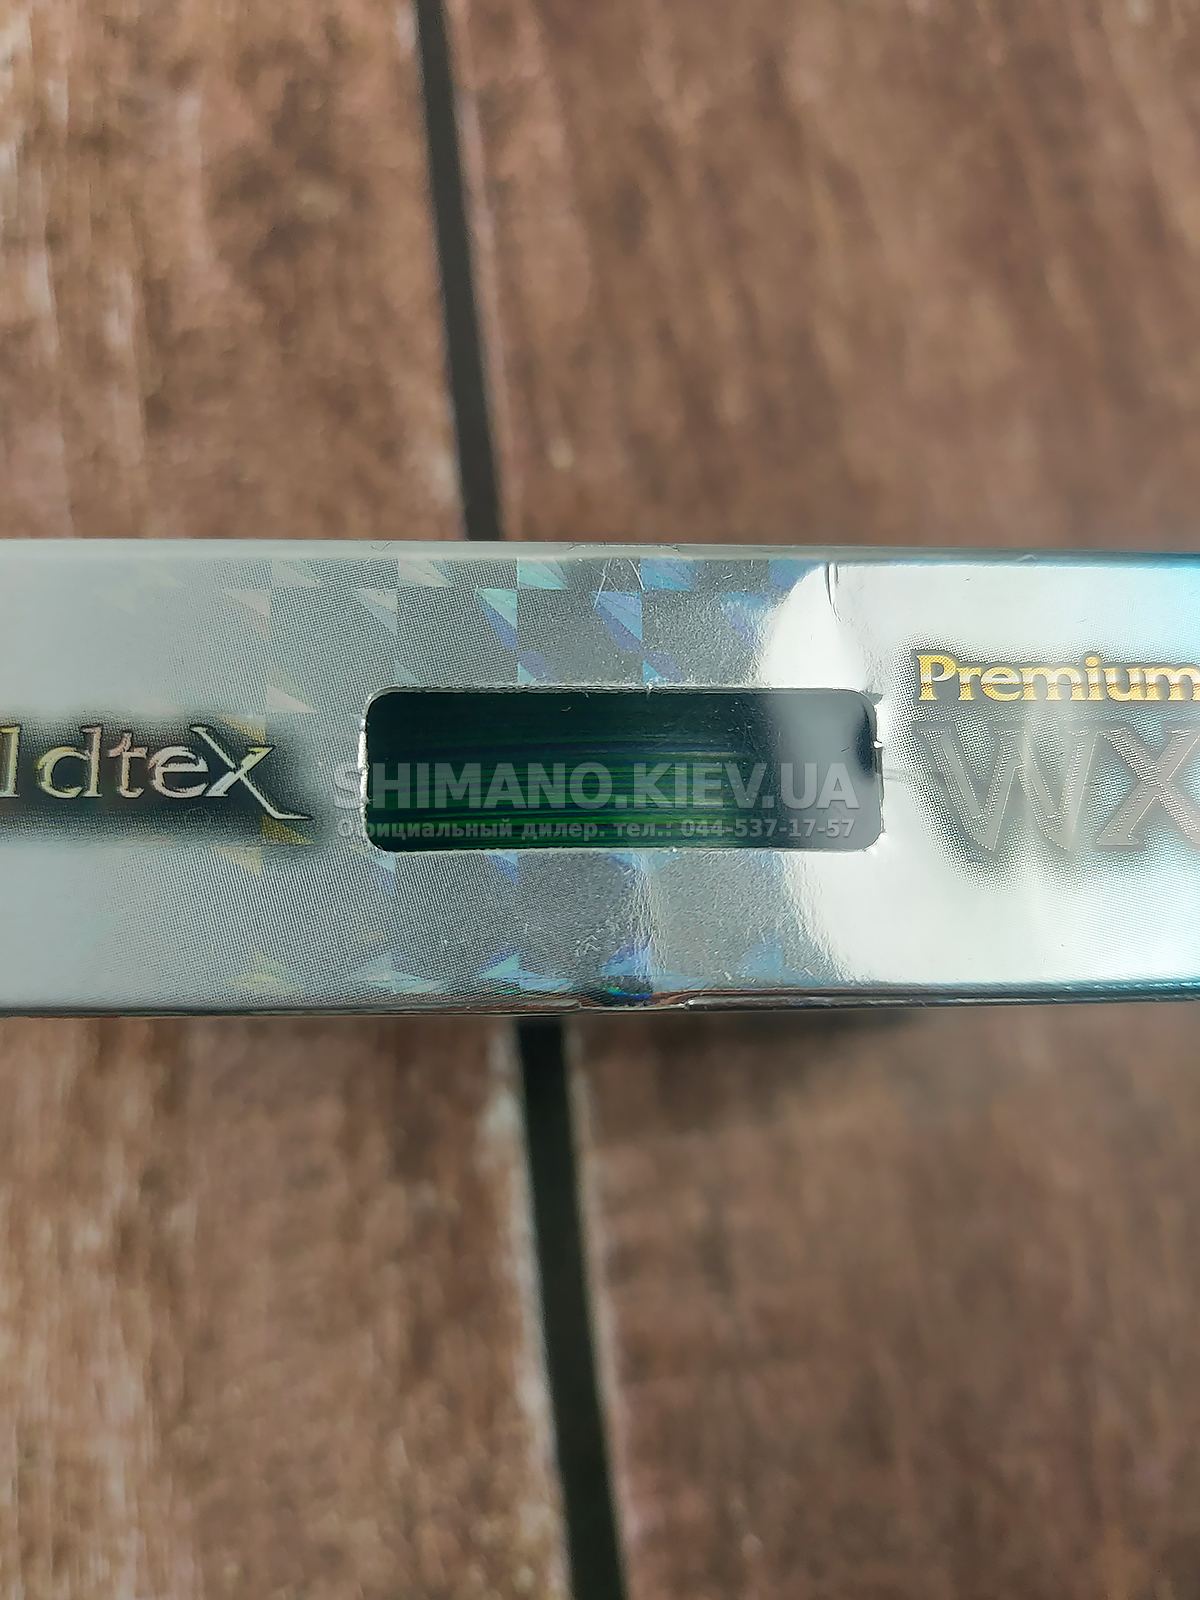 ldtex
Premium
WX
SHIMANO.KIEV.UA
Официальный дилер. тел.: 044-537-17-57